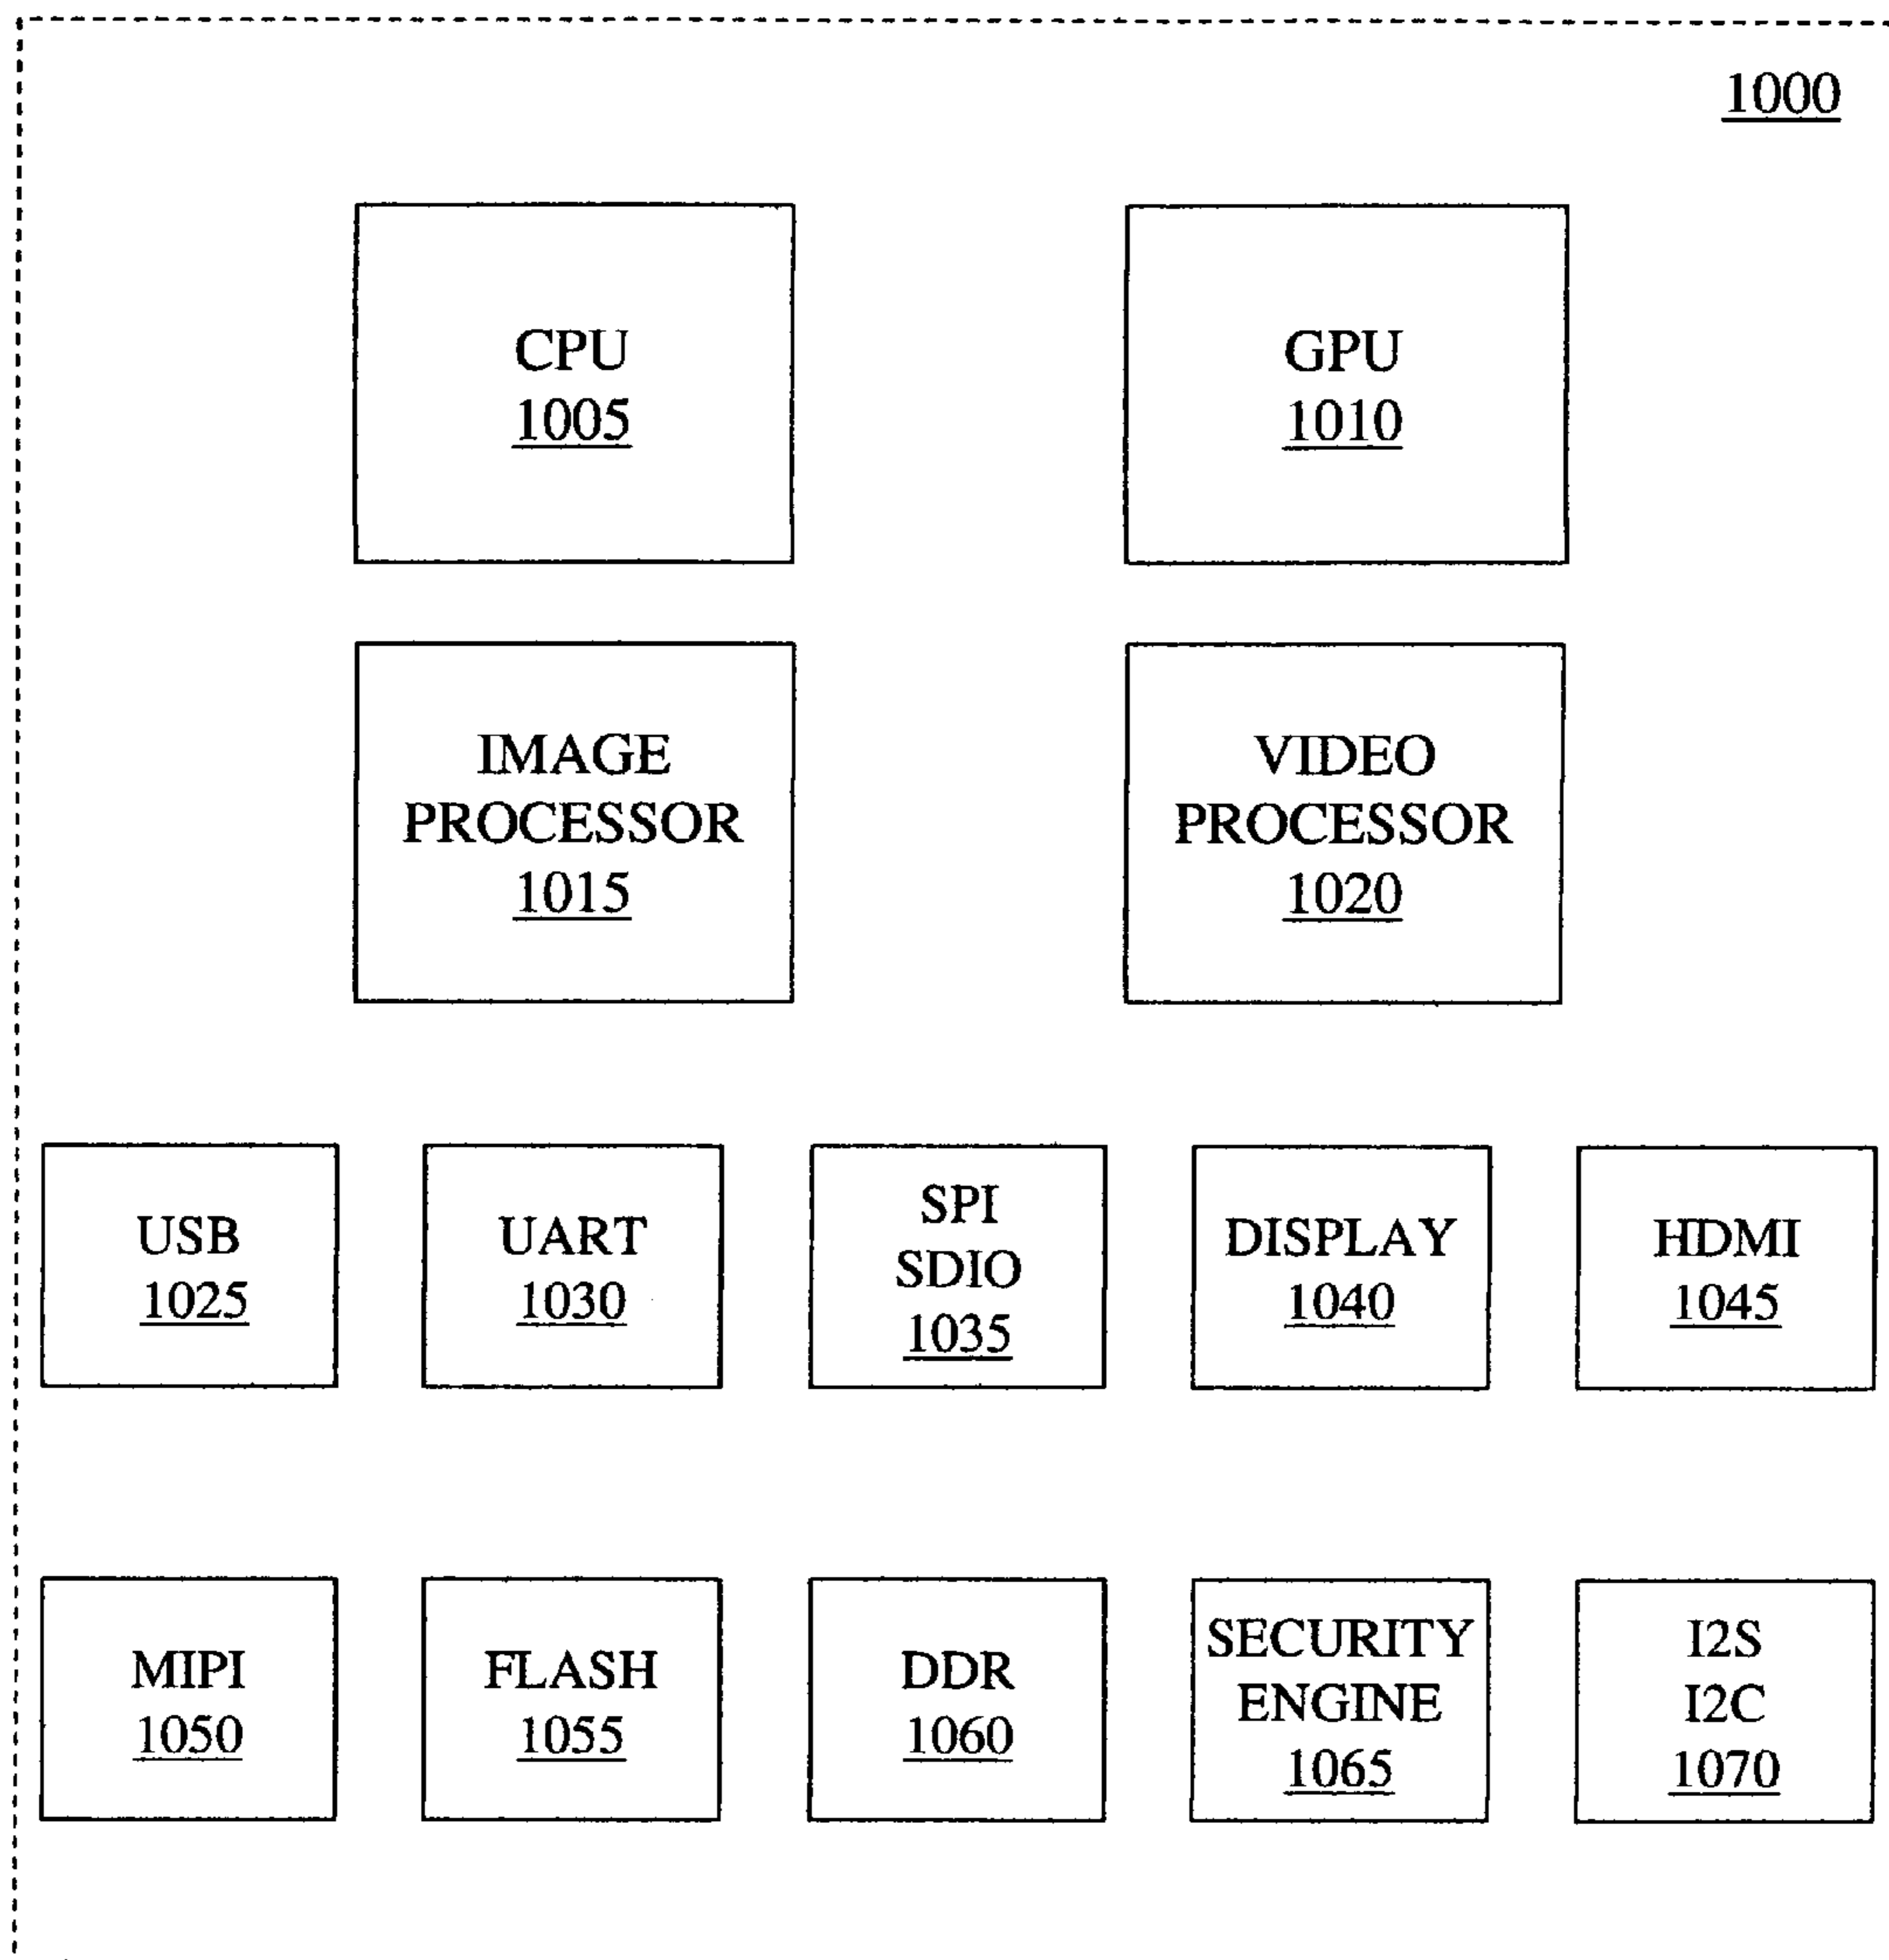 1000
CPU
1005
GPU
1010
IMAGE
PROCESSOR
1015
VIDEO
PROCESSOR
1020
USB
1025
UART
1030
SPI
SDIO
1035
DISPLAY
1040
HDMI
1045
MIPI
1050
FLASH
1055
DDR
1060
SECURITY
ENGINE
1065
I2S
I2C
1070